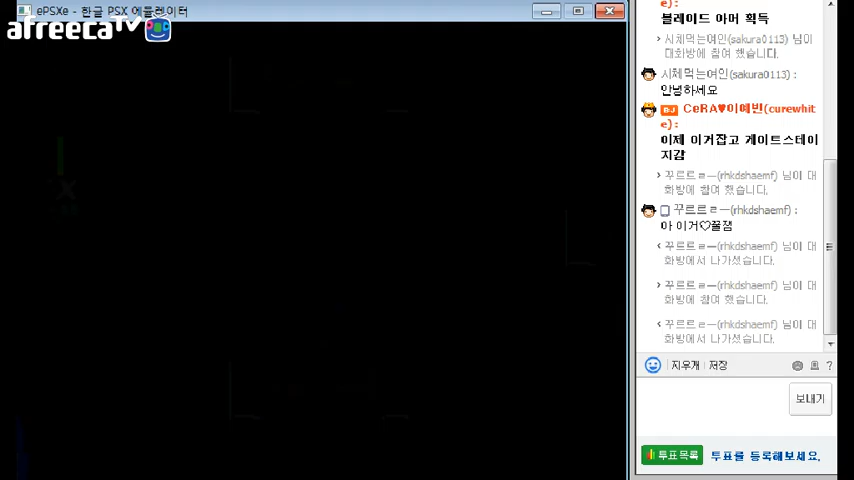 ePSXe - 한글 PSX 에뮬레이터
afreecaTV
e):
블레이드 아머 획득
> 시체먹는여인(sakura0113) 님이
대화방에 참여 했습니다.
시체먹는여인(sakura0113) :
안녕하세요
BJ CeRA♥이예빈(curewhit
e):
이제 이거잡고 게이트스테이
지감
> 꾸르르ㄹㅡ(rhkdshaemf) 님이 대
화방에 참여 했습니다.
꾸르르ㄹㅡ(rhkdshaemf) :
아 이거♡꿀잼
< 꾸르르ㄹㅡ(rhkdshaemf) 님이 대
화방에서 나가셨습니다.
> 꾸르르ㄹㅡ(rhkdshaemf) 님이 대
화방에 참여 했습니다.
< 꾸르르ㄹㅡ(rhkdshaemf) 님이 대
화방에서 나가셨습니다.
지우개 저장 ?
보내기
투표목록 투표를 등록해보세요.